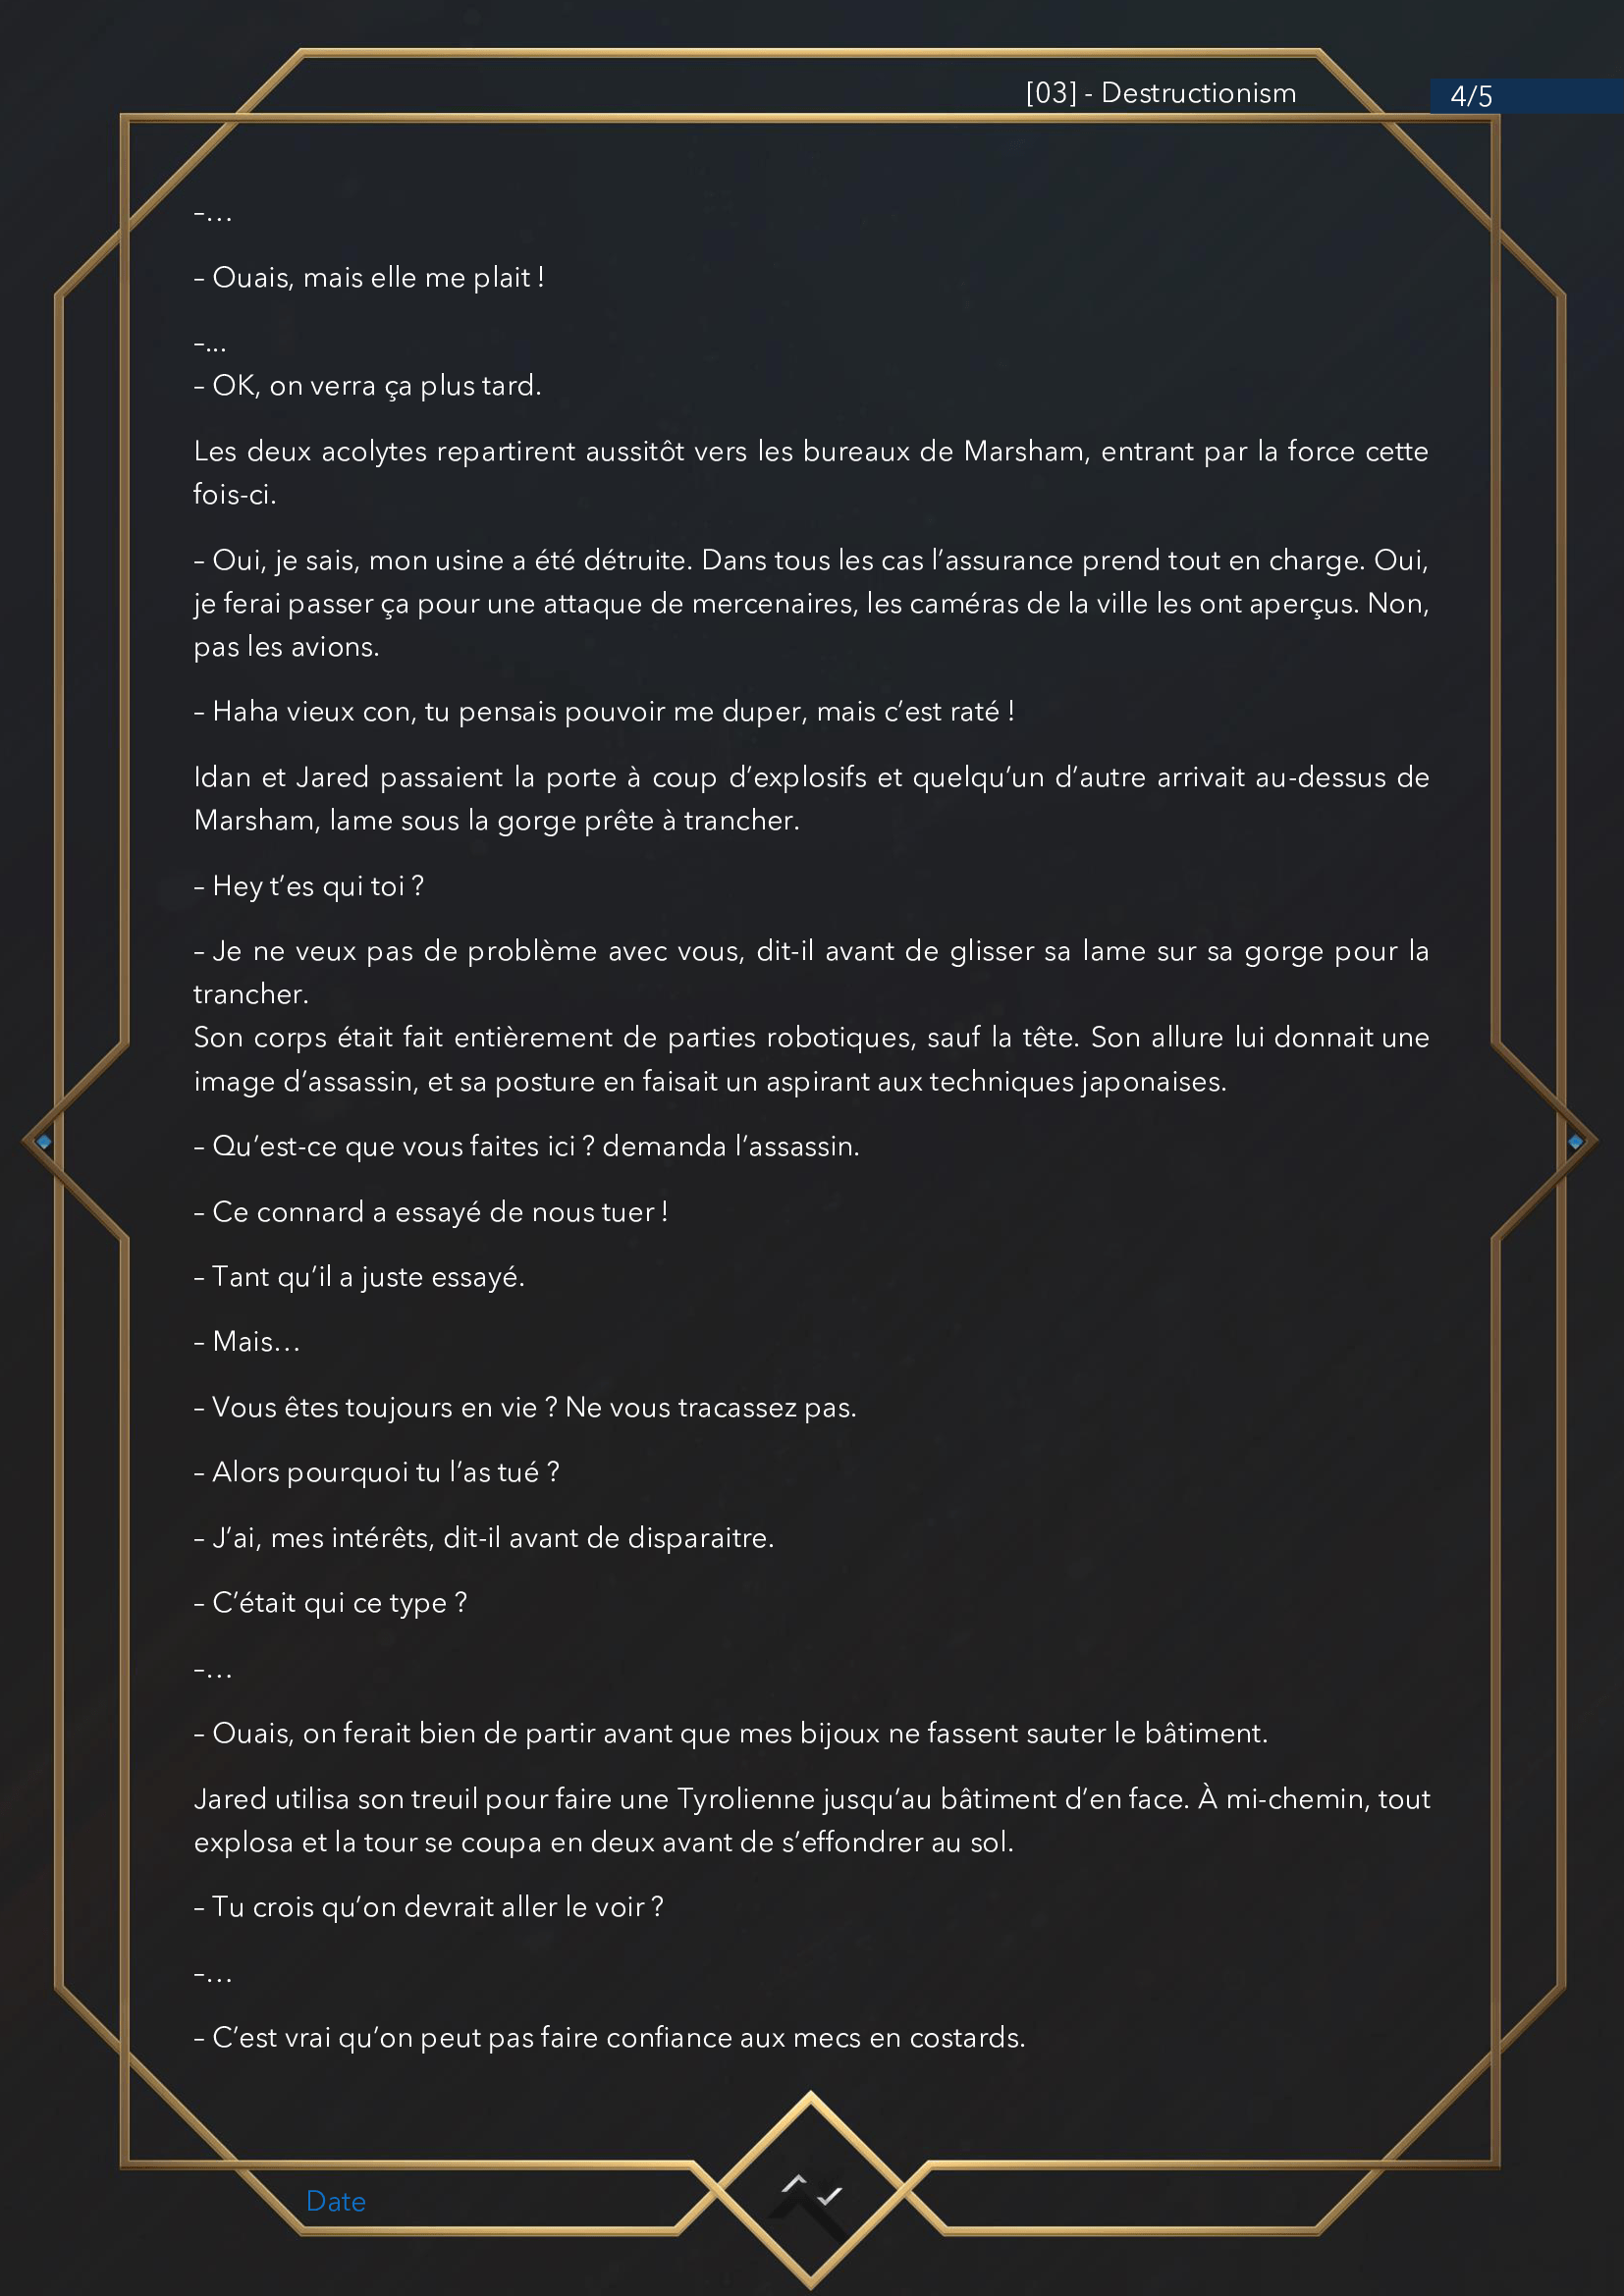 [03] - Destructionism
4/5
–…
– Ouais, mais elle me plait !
–...
– OK, on verra ça plus tard.
Les deux acolytes repartirent aussitôt vers les bureaux de Marsham, entrant par la force cette
fois-ci.
– Oui, je sais, mon usine a été détruite. Dans tous les cas l’assurance prend tout en charge. Oui,
je ferai passer ça pour une attaque de mercenaires, les caméras de la ville les ont aperçus. Non,
pas les avions.
– Haha vieux con, tu pensais pouvoir me duper, mais c’est raté !
Idan et Jared passaient la porte à coup d’explosifs et quelqu’un d’autre arrivait au-dessus de
Marsham, lame sous la gorge prête à trancher.
– Hey t’es qui toi ?
– Je ne veux pas de problème avec vous, dit-il avant de glisser sa lame sur sa gorge pour la
trancher.
Son corps était fait entièrement de parties robotiques, sauf la tête. Son allure lui donnait une
image d’assassin, et sa posture en faisait un aspirant aux techniques japonaises.
– Qu’est-ce que vous faites ici ? demanda l’assassin.
– Ce connard a essayé de nous tuer !
– Tant qu’il a juste essayé.
– Mais…
– Vous êtes toujours en vie ? Ne vous tracassez pas.
– Alors pourquoi tu l’as tué ?
– J’ai, mes intérêts, dit-il avant de disparaitre.
– C’était qui ce type ?
–…
– Ouais, on ferait bien de partir avant que mes bijoux ne fassent sauter le bâtiment.
Jared utilisa son treuil pour faire une Tyrolienne jusqu’au bâtiment d’en face. À mi-chemin, tout
explosa et la tour se coupa en deux avant de s’effondrer au sol.
– Tu crois qu’on devrait aller le voir ?
–…
– C’est vrai qu’on peut pas faire confiance aux mecs en costards.
Date